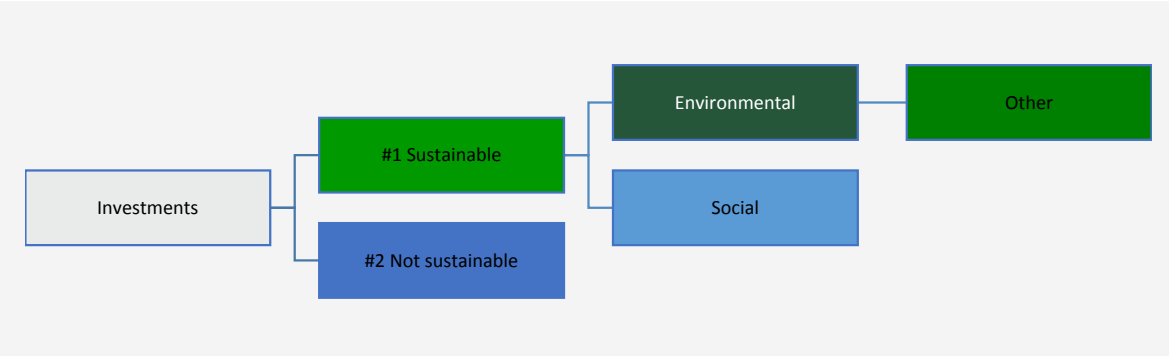 Investments
#1 Sustainable
#2 Not sustainable
Environmental
Social
Other